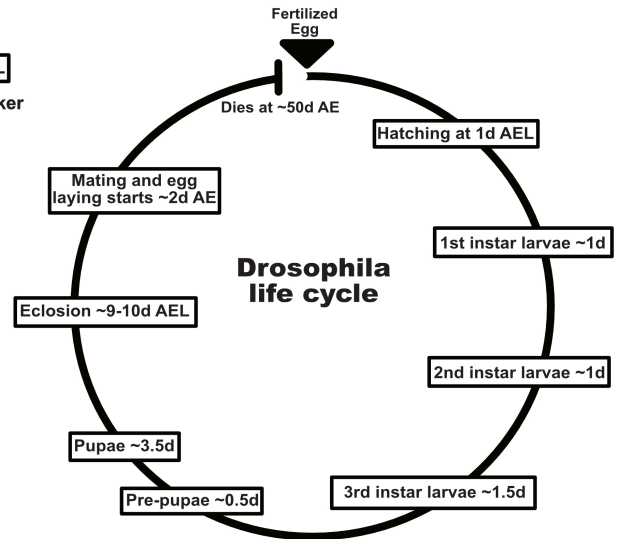 Fertilized
Egg
ker
Dies at ~50d AE
Hatching at 1d AEL
Mating and egg
laying starts ~2d AE
1st instar larvae ~1d
Drosophila
life cycle
Eclosion ~9-10d AEL
2nd instar larvae ~1d
Pupae ~3.5d
3rd instar larvae ~1.5d
Pre-pupae ~0.5d